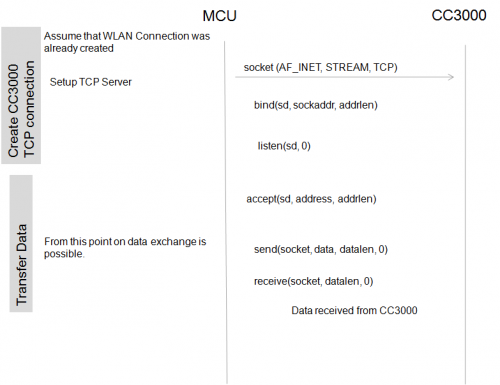 MCU
CC3000
Assume that WLAN Connection was
already created
Create CC3000
TCP connection
Setup TCP Server
socket (AF_INET, STREAM, TCP)
bind(sd, sockaddr, addrlen)
listen(sd, 0)
Transfer Data
accept(sd, address, addrlen)
From this point on data exchange is
possible.
send(socket, data, datalen, 0)
receive(socket, datalen, 0)
Data received from CC3000